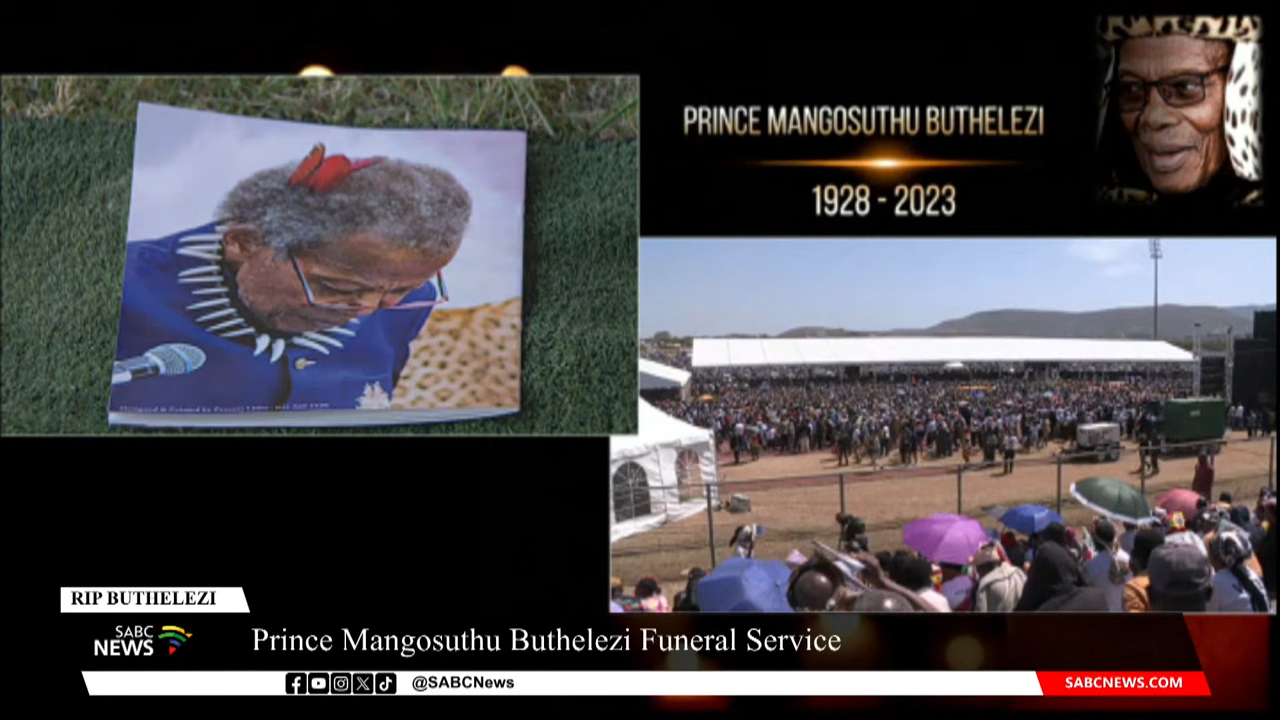 PRINCE MANGOSUTHU BUTHELEZI
1928 - 2023
RIP BUTHELEZI
SABC
NEWS
Prince Mangosuthu Buthelezi Funeral Service
@SABCNews
SABCNEWS.COM